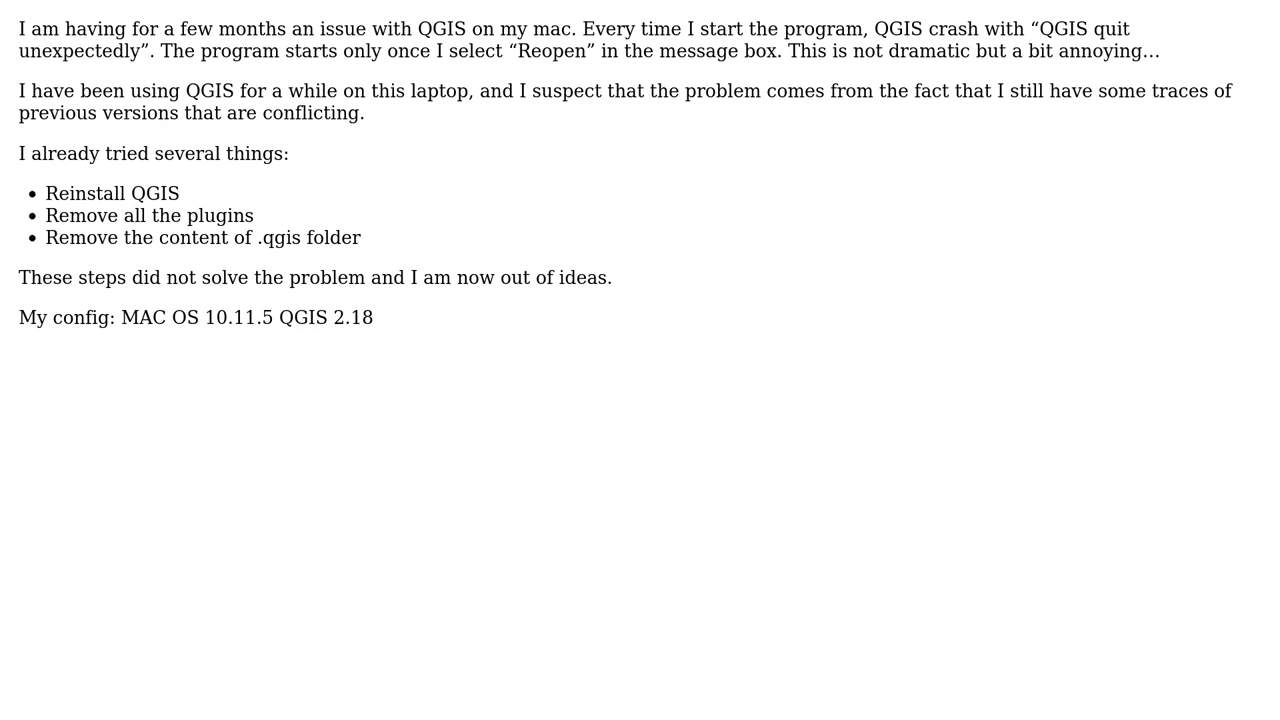 I am having for a few months an issue with QGIS on my mac. Every time I start the program, QGIS crash with “QGIS quit
unexpectedly”. The program starts only once I select “Reopen” in the message box. This is not dramatic but a bit annoying…
I have been using QGIS for a while on this laptop, and I suspect that the problem comes from the fact that I still have some traces of
previous versions that are conflicting.
I already tried several things:
• Reinstall QGIS
• Remove all the plugins
• Remove the content of .qgis folder
These steps did not solve the problem and I am now out of ideas.
My config: MAC OS 10.11.5 QGIS 2.18